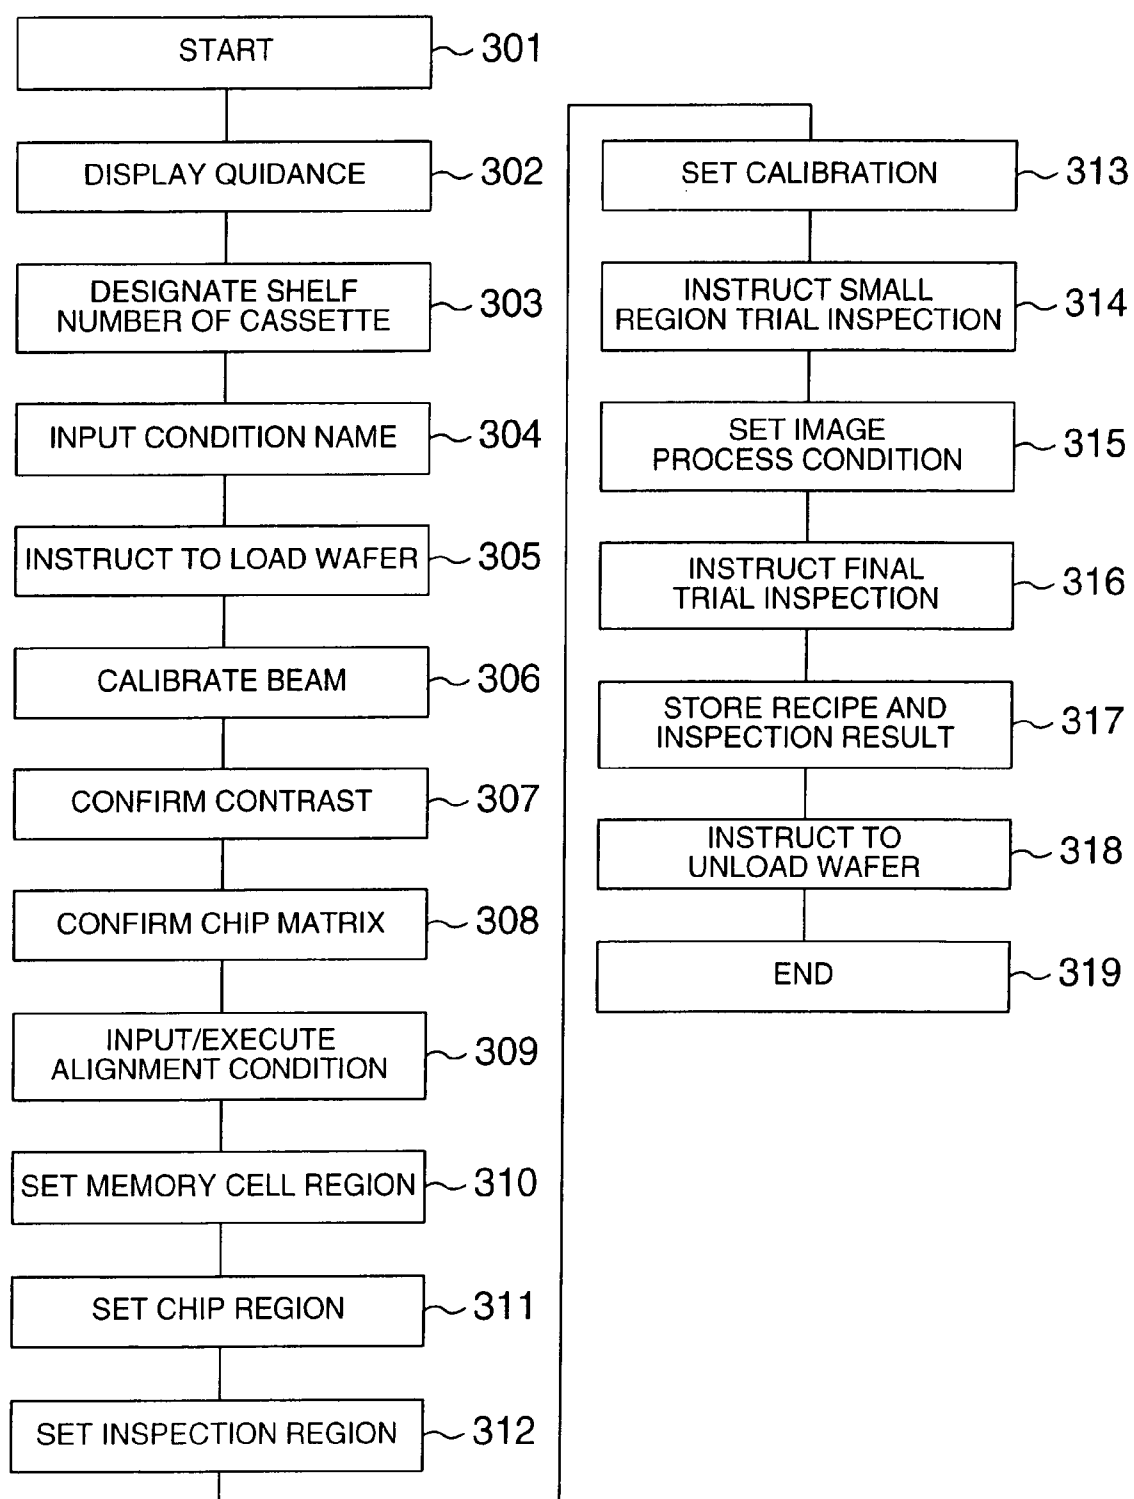 START 301
DISPLAY QUIDANCE 302
DESIGNATE SHELF
NUMBER OF CASSETTE 303
INPUT CONDITION NAME 304
INSTRUCT TO LOAD WAFER 305
CALIBRATE BEAM 306
CONFIRM CONTRAST 307
CONFIRM CHIP MATRIX 308
INPUT/EXECUTE
ALIGNMENT CONDITION 309
SET MEMORY CELL REGION 310
SET CHIP REGION 311
SET INSPECTION REGION 312
SET CALIBRATION 313
INSTRUCT SMALL
REGION TRIAL INSPECTION 314
SET IMAGE
PROCESS CONDITION 315
INSTRUCT FINAL
TRIAL INSPECTION 316
STORE RECIPE AND
INSPECTION RESULT 317
INSTRUCT TO
UNLOAD WAFER 318
END 319